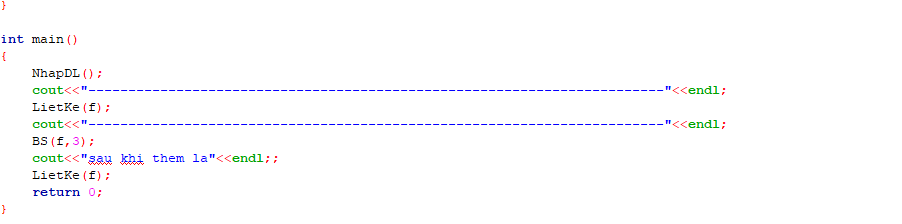 }
int main()
{
    NhapDL();
    cout<<"------------------------------------------------------------------------"<<endl;
    LietKe(f);
    cout<<"------------------------------------------------------------------------"<<endl;
    BS(f,3);
    cout<<"sau khi them la"<<endl;;
    LietKe(f);
    return 0;
}